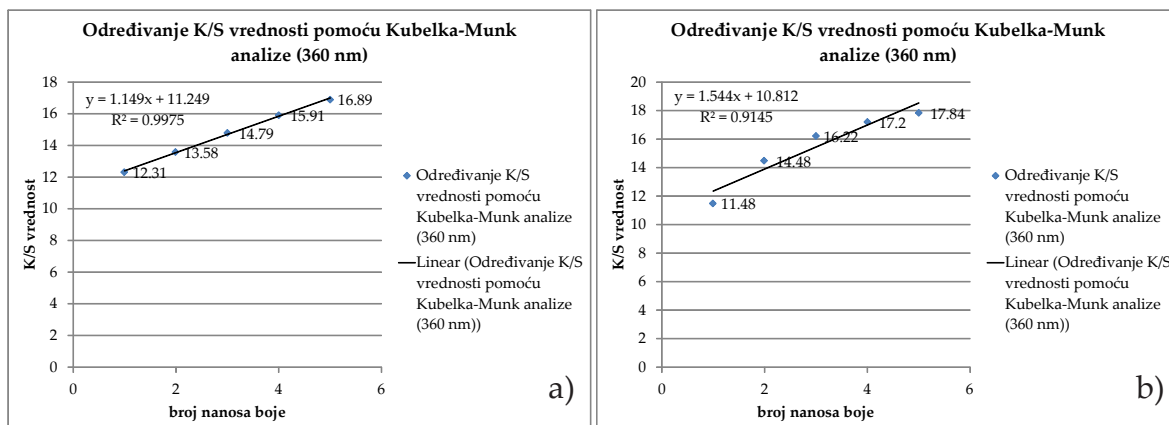 Određivanje K/S vrednosti pomoću Kubelka-Munk
analize (360 nm)
K/S vrednost
18
16
14
12
10
8
6
4
2
0
y = 1.149x + 11.249
R² = 0.9975
12.31
13.58
14.79
15.91
16.89
0
2
4
6
broj nanosa boje
Određivanje K/S
vrednosti pomoću
Kubelka-Munk analize
(360 nm)
Linear (Određivanje K/S
vrednosti pomoću
Kubelka-Munk analize
(360 nm))
a)
Određivanje K/S vrednosti pomoću Kubelka-Munk
analize (360 nm)
K/S vrednost
20
18
16
14
12
10
8
6
4
2
0
y = 1.544x + 10.812
R² = 0.9145
11.48
14.48
16.22
17.2
17.84
0
2
4
6
broj nanosa boje
Određivanje K/S
vrednosti pomoću
Kubelka-Munk analize
(360 nm)
Linear (Određivanje K/S
vrednosti pomoću
Kubelka-Munk analize
(360 nm))
b)